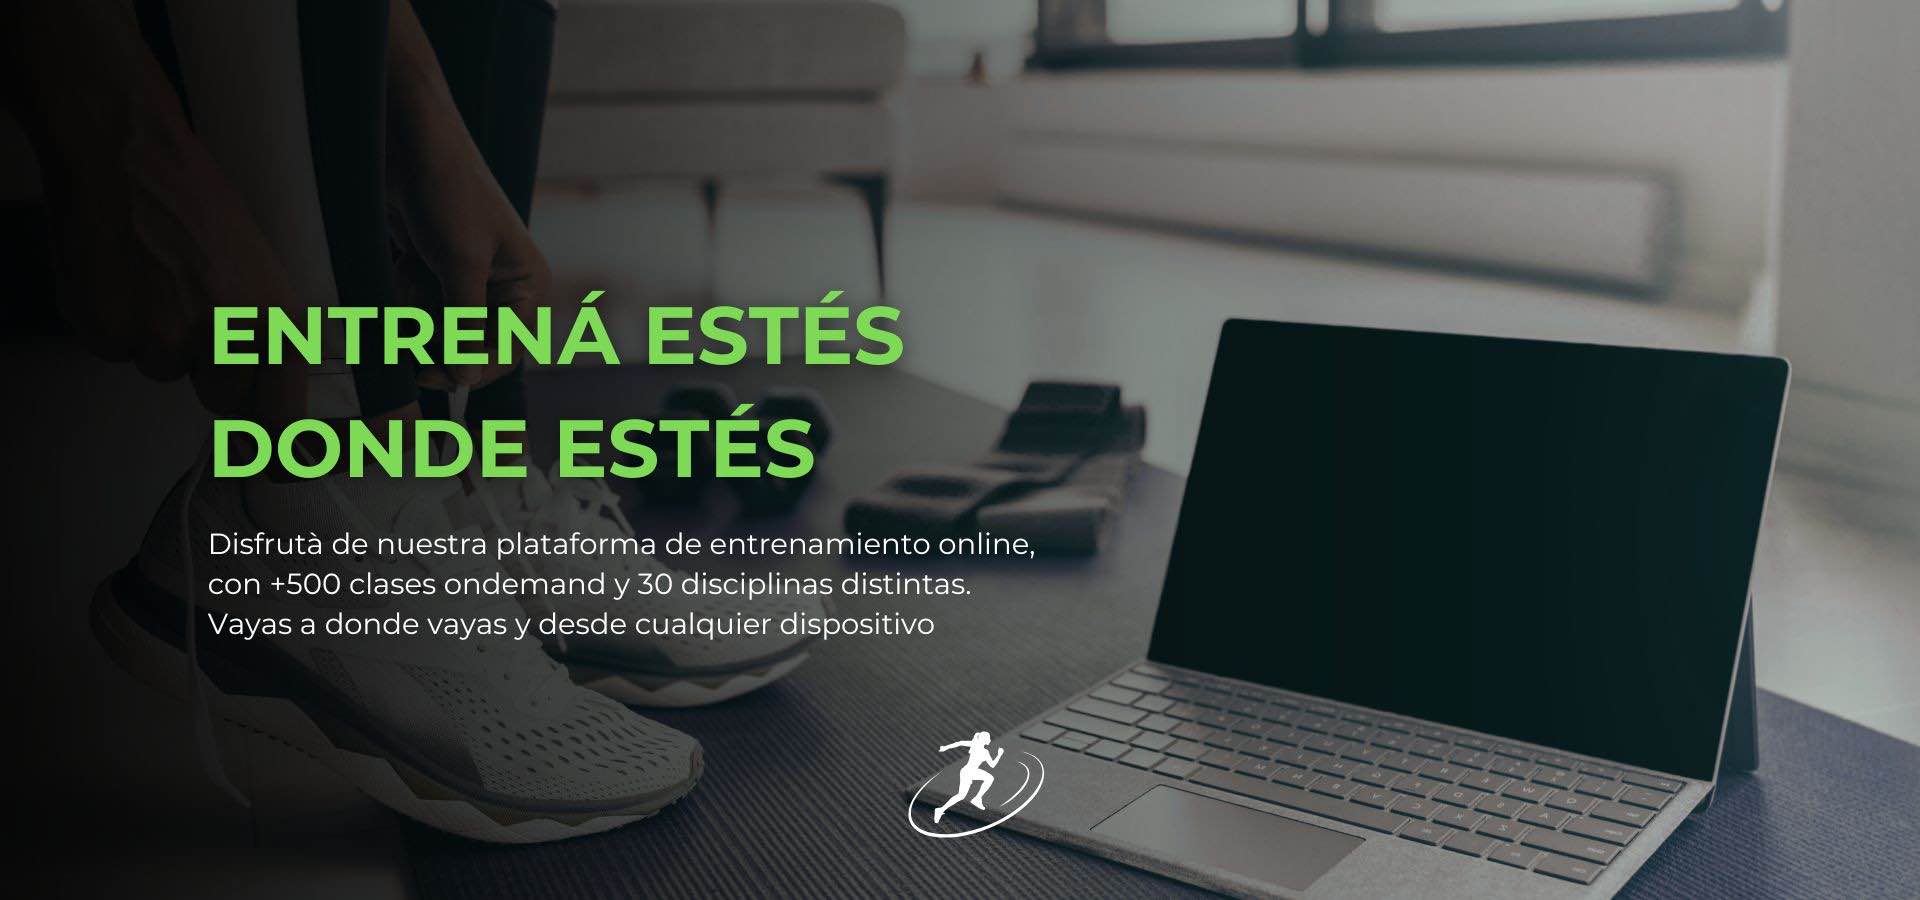 ENTRENÁ ESTÉS
DONDE ESTÉS
Disfrutà de nuestra plataforma de entrenamiento online,
con +500 clases ondemand y 30 disciplinas distintas.
Vayas a donde vayas y desde cualquier dispositivo